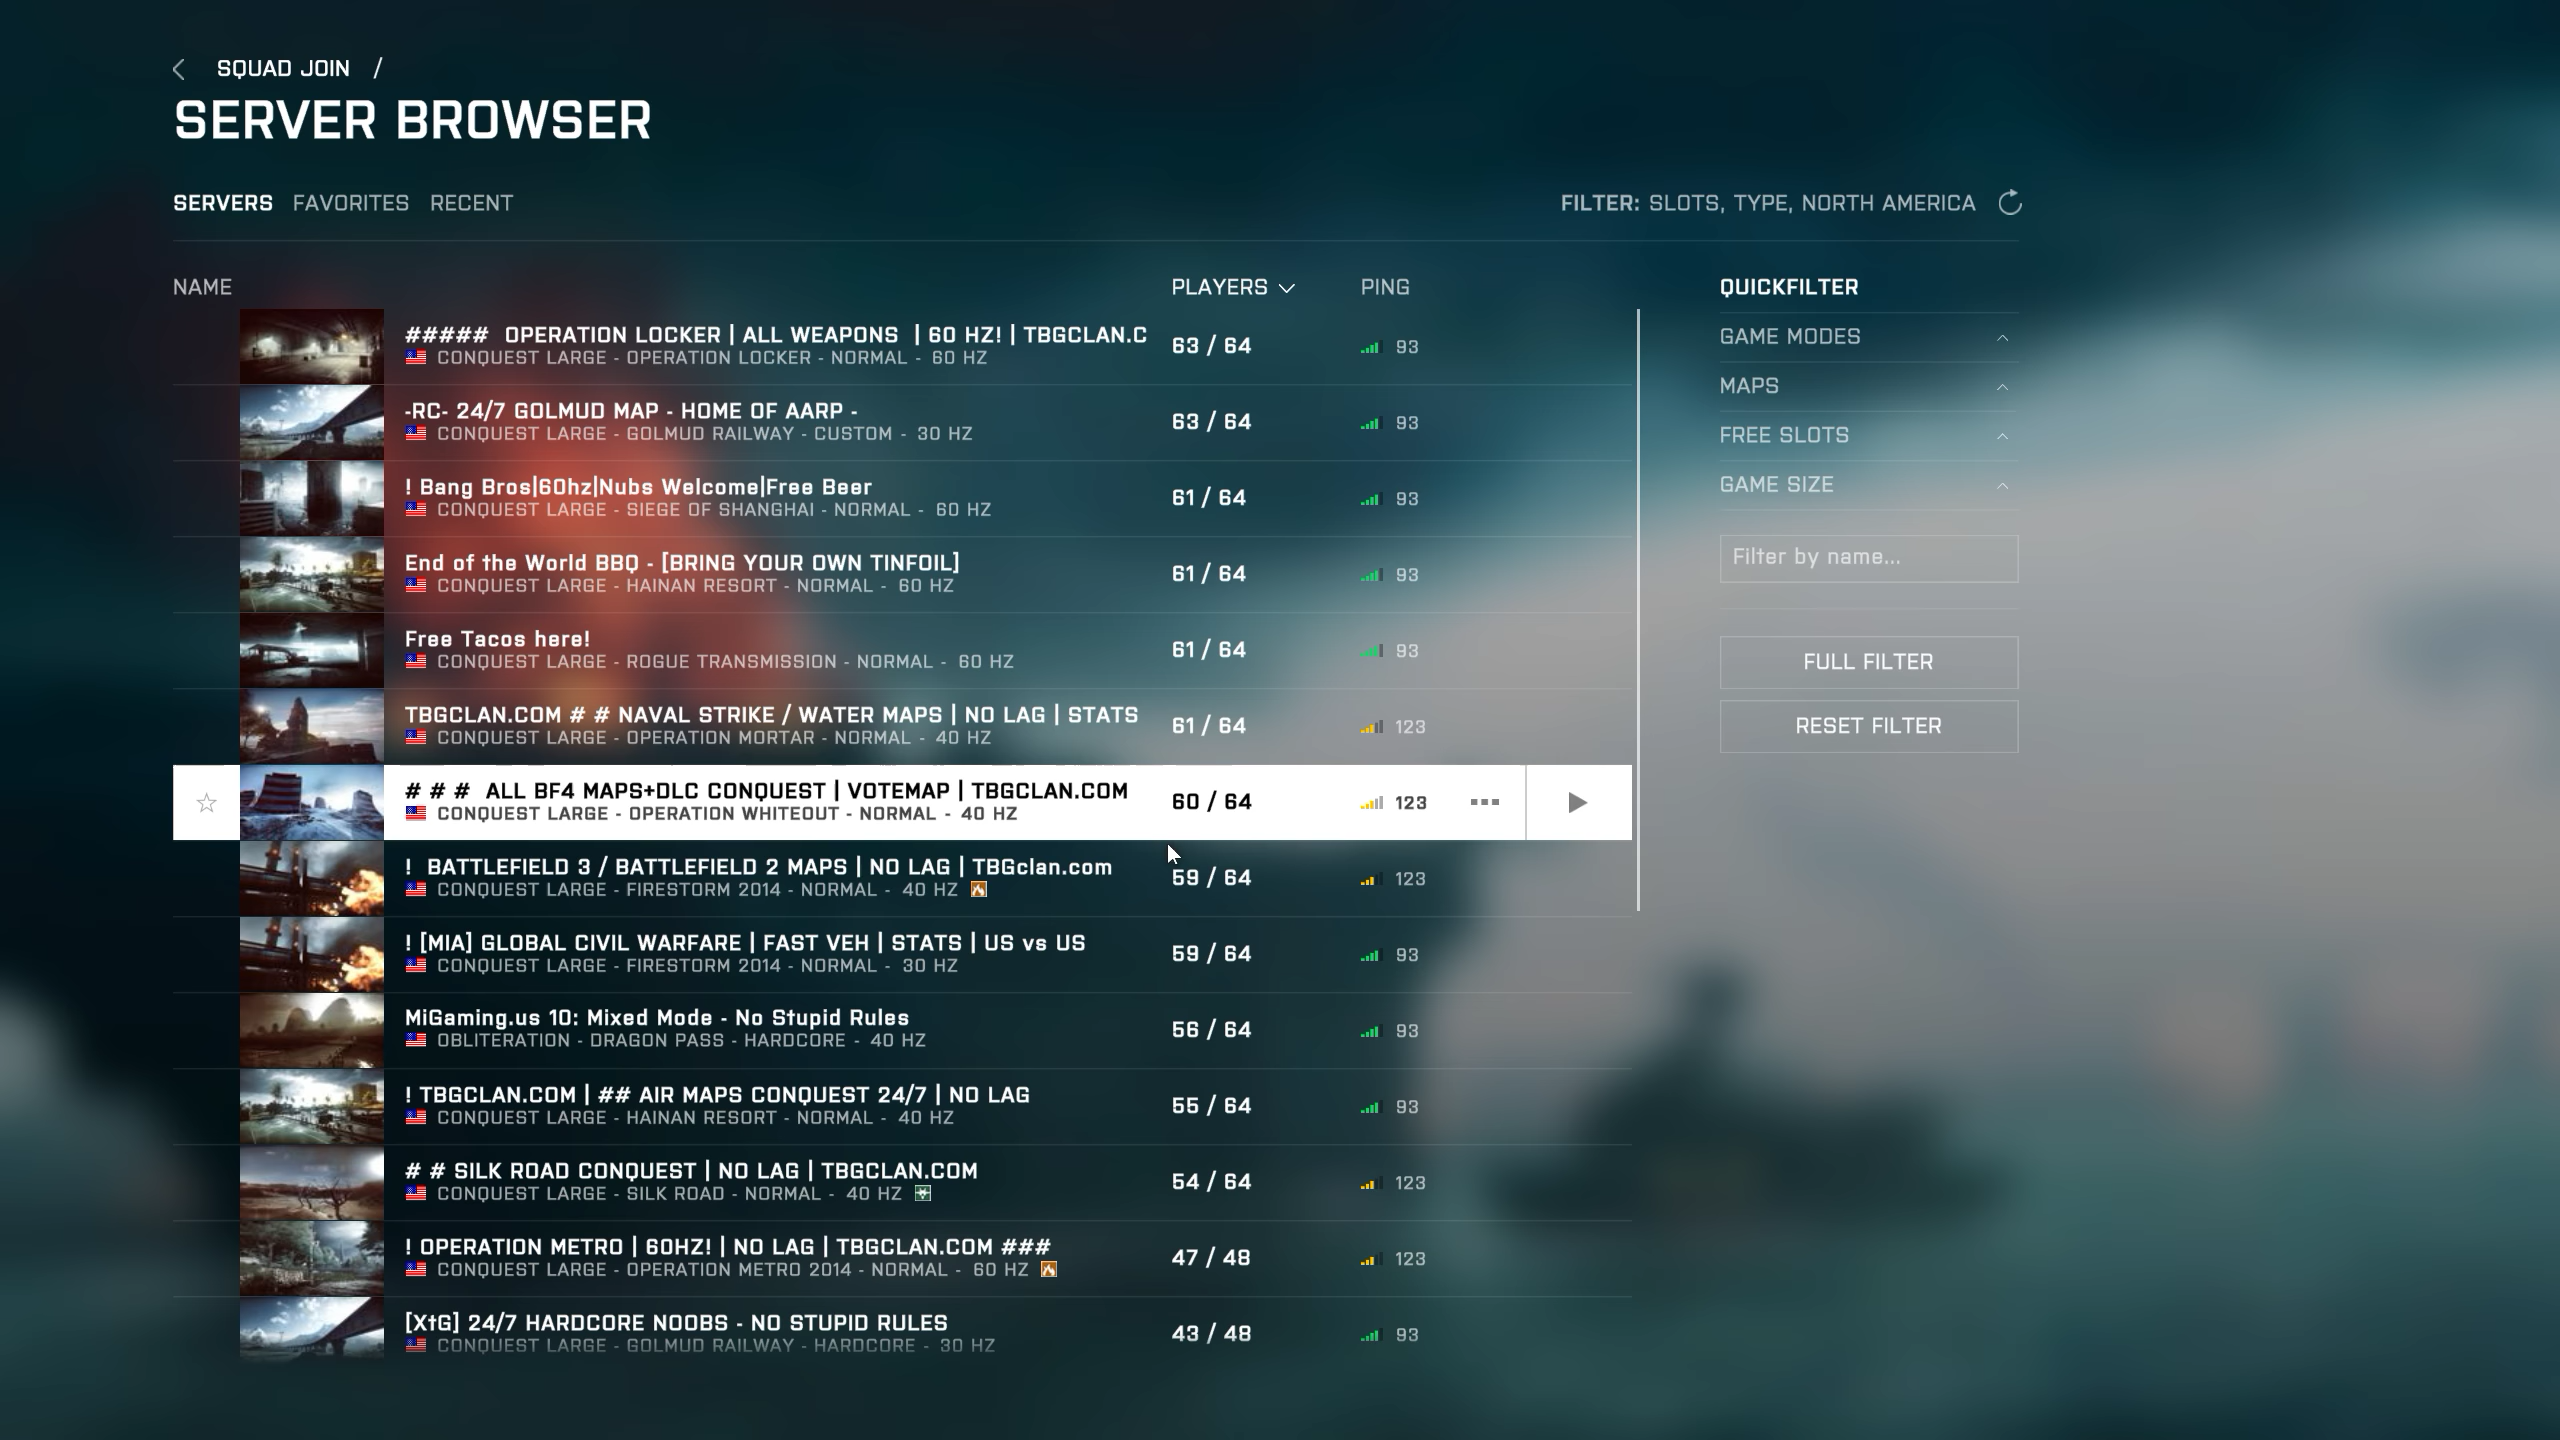 SQUAD JOIN /
SERVER BROWSER
SERVERS FAVORITES RECENT
FILTER: SLOTS, TYPE, NORTH AMERICA
NAME PLAYERS PING
##### OPERATION LOCKER | ALL WEAPONS | 60 HZ! | TBGCLAN.C
CONQUEST LARGE - OPERATION LOCKER - NORMAL - 60 HZ
63 / 64
93
-RC- 24/7 GOLMUD MAP - HOME OF AARP -
CONQUEST LARGE - GOLMUD RAILWAY - CUSTOM - 30 HZ
63 / 64
93
! Bang Bros|60hz|Nubs Welcome|Free Beer
CONQUEST LARGE - SIEGE OF SHANGHAI - NORMAL - 60 HZ
61 / 64
93
End of the World BBQ - [BRING YOUR OWN TINFOIL]
CONQUEST LARGE - HAINAN RESORT - NORMAL - 60 HZ
61 / 64
93
Free Tacos here!
CONQUEST LARGE - ROGUE TRANSMISSION - NORMAL - 60 HZ
61 / 64
93
TBGCLAN.COM # # NAVAL STRIKE / WATER MAPS | NO LAG | STATS
CONQUEST LARGE - OPERATION MORTAR - NORMAL - 40 HZ
61 / 64
123
# # # ALL BF4 MAPS+DLC CONQUEST | VOTEMAP | TBGCLAN.COM
CONQUEST LARGE - OPERATION WHITEOUT - NORMAL - 40 HZ
60 / 64
123
! BATTLEFIELD 3 / BATTLEFIELD 2 MAPS | NO LAG | TBGclan.com
CONQUEST LARGE - FIRESTORM 2014 - NORMAL - 40 HZ
59 / 64
123
! [MIA] GLOBAL CIVIL WARFARE | FAST VEH | STATS | US vs US
CONQUEST LARGE - FIRESTORM 2014 - NORMAL - 30 HZ
59 / 64
93
MiGaming.us 10: Mixed Mode - No Stupid Rules
OBLITERATION - DRAGON PASS - HARDCORE - 40 HZ
56 / 64
93
! TBGCLAN.COM | ## AIR MAPS CONQUEST 24/7 | NO LAG
CONQUEST LARGE - HAINAN RESORT - NORMAL - 40 HZ
55 / 64
93
# # SILK ROAD CONQUEST | NO LAG | TBGCLAN.COM
CONQUEST LARGE - SILK ROAD - NORMAL - 40 HZ
54 / 64
123
! OPERATION METRO | 60HZ! | NO LAG | TBGCLAN.COM ###
CONQUEST LARGE - OPERATION METRO 2014 - NORMAL - 60 HZ
47 / 48
123
[XtG] 24/7 HARDCORE NOOBS - NO STUPID RULES
CONQUEST LARGE - GOLMUD RAILWAY - HARDCORE - 30 HZ
43 / 48
93
QUICKFILTER
GAME MODES
MAPS
FREE SLOTS
GAME SIZE
Filter by name...
FULL FILTER
RESET FILTER